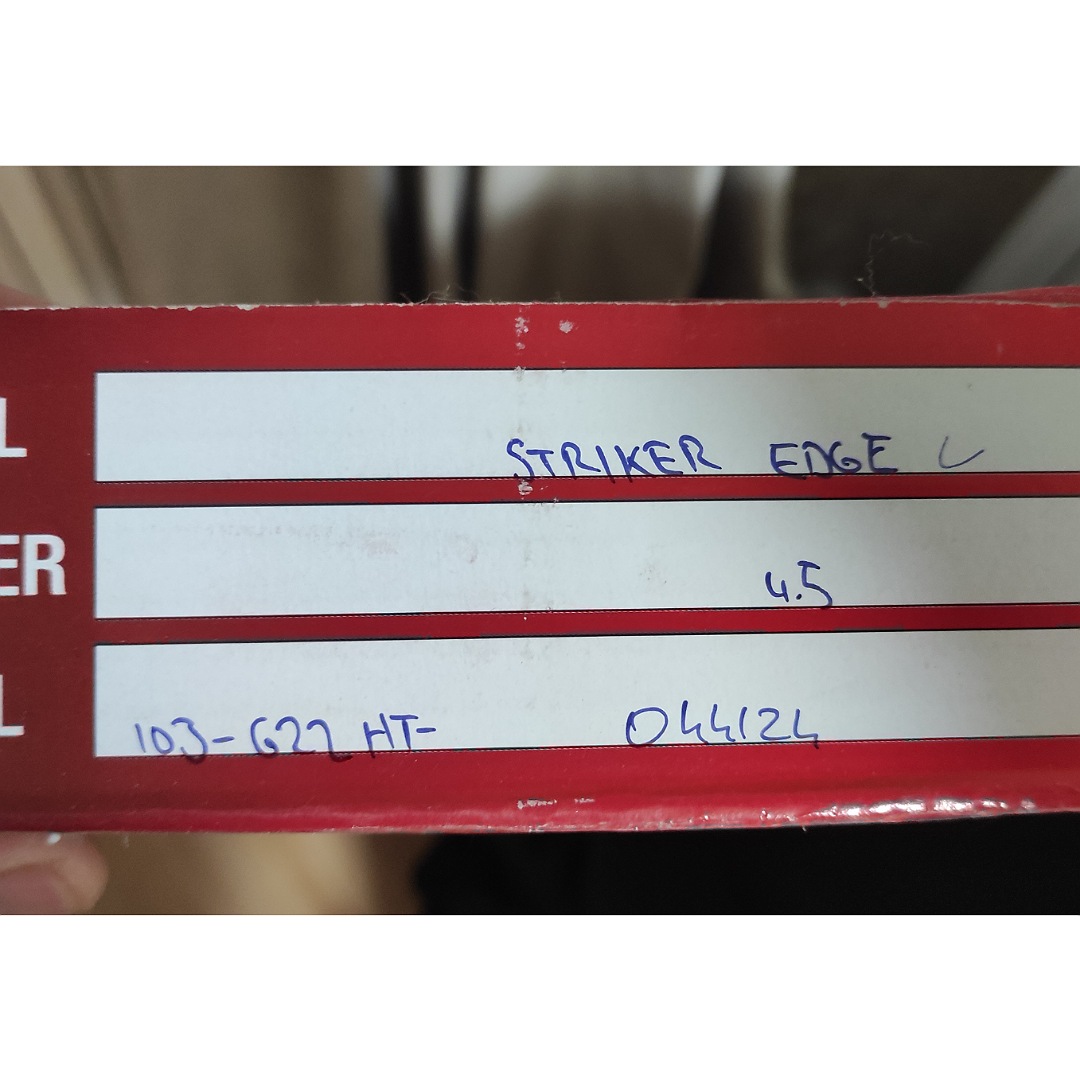 L STRIKER EDGE
ER 4.5
L 103-622 HT- 044124